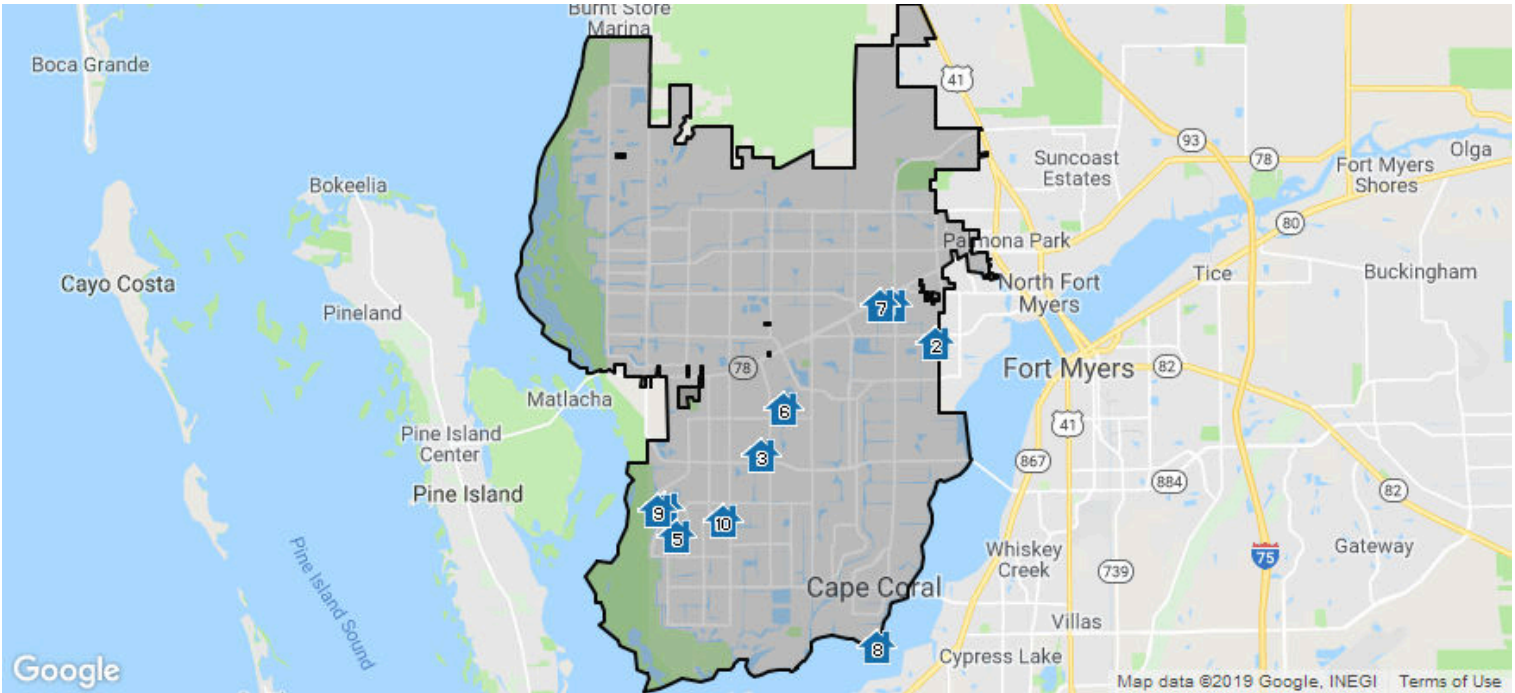 Burnt Store
Marina
Boca Grande
41
93
78
Olga
Suncoast
Estates
Fort Myers
Shores
Bokeelia
80
Palmona Park
Cayo Costa
Tice
Buckingham
North Fort
Myers
7
Pineland
2
78
Fort Myers
82
Matlacha
6
41
Pine Island
Center
3
867
884
82
Pine Island
9
10
5
Whiskey
Creek
75
Gateway
739
Pine Island Sound
Cape Coral
Villas
8
Cypress Lake
Google
Map data ©2019 Google, INEGI
Terms of Use